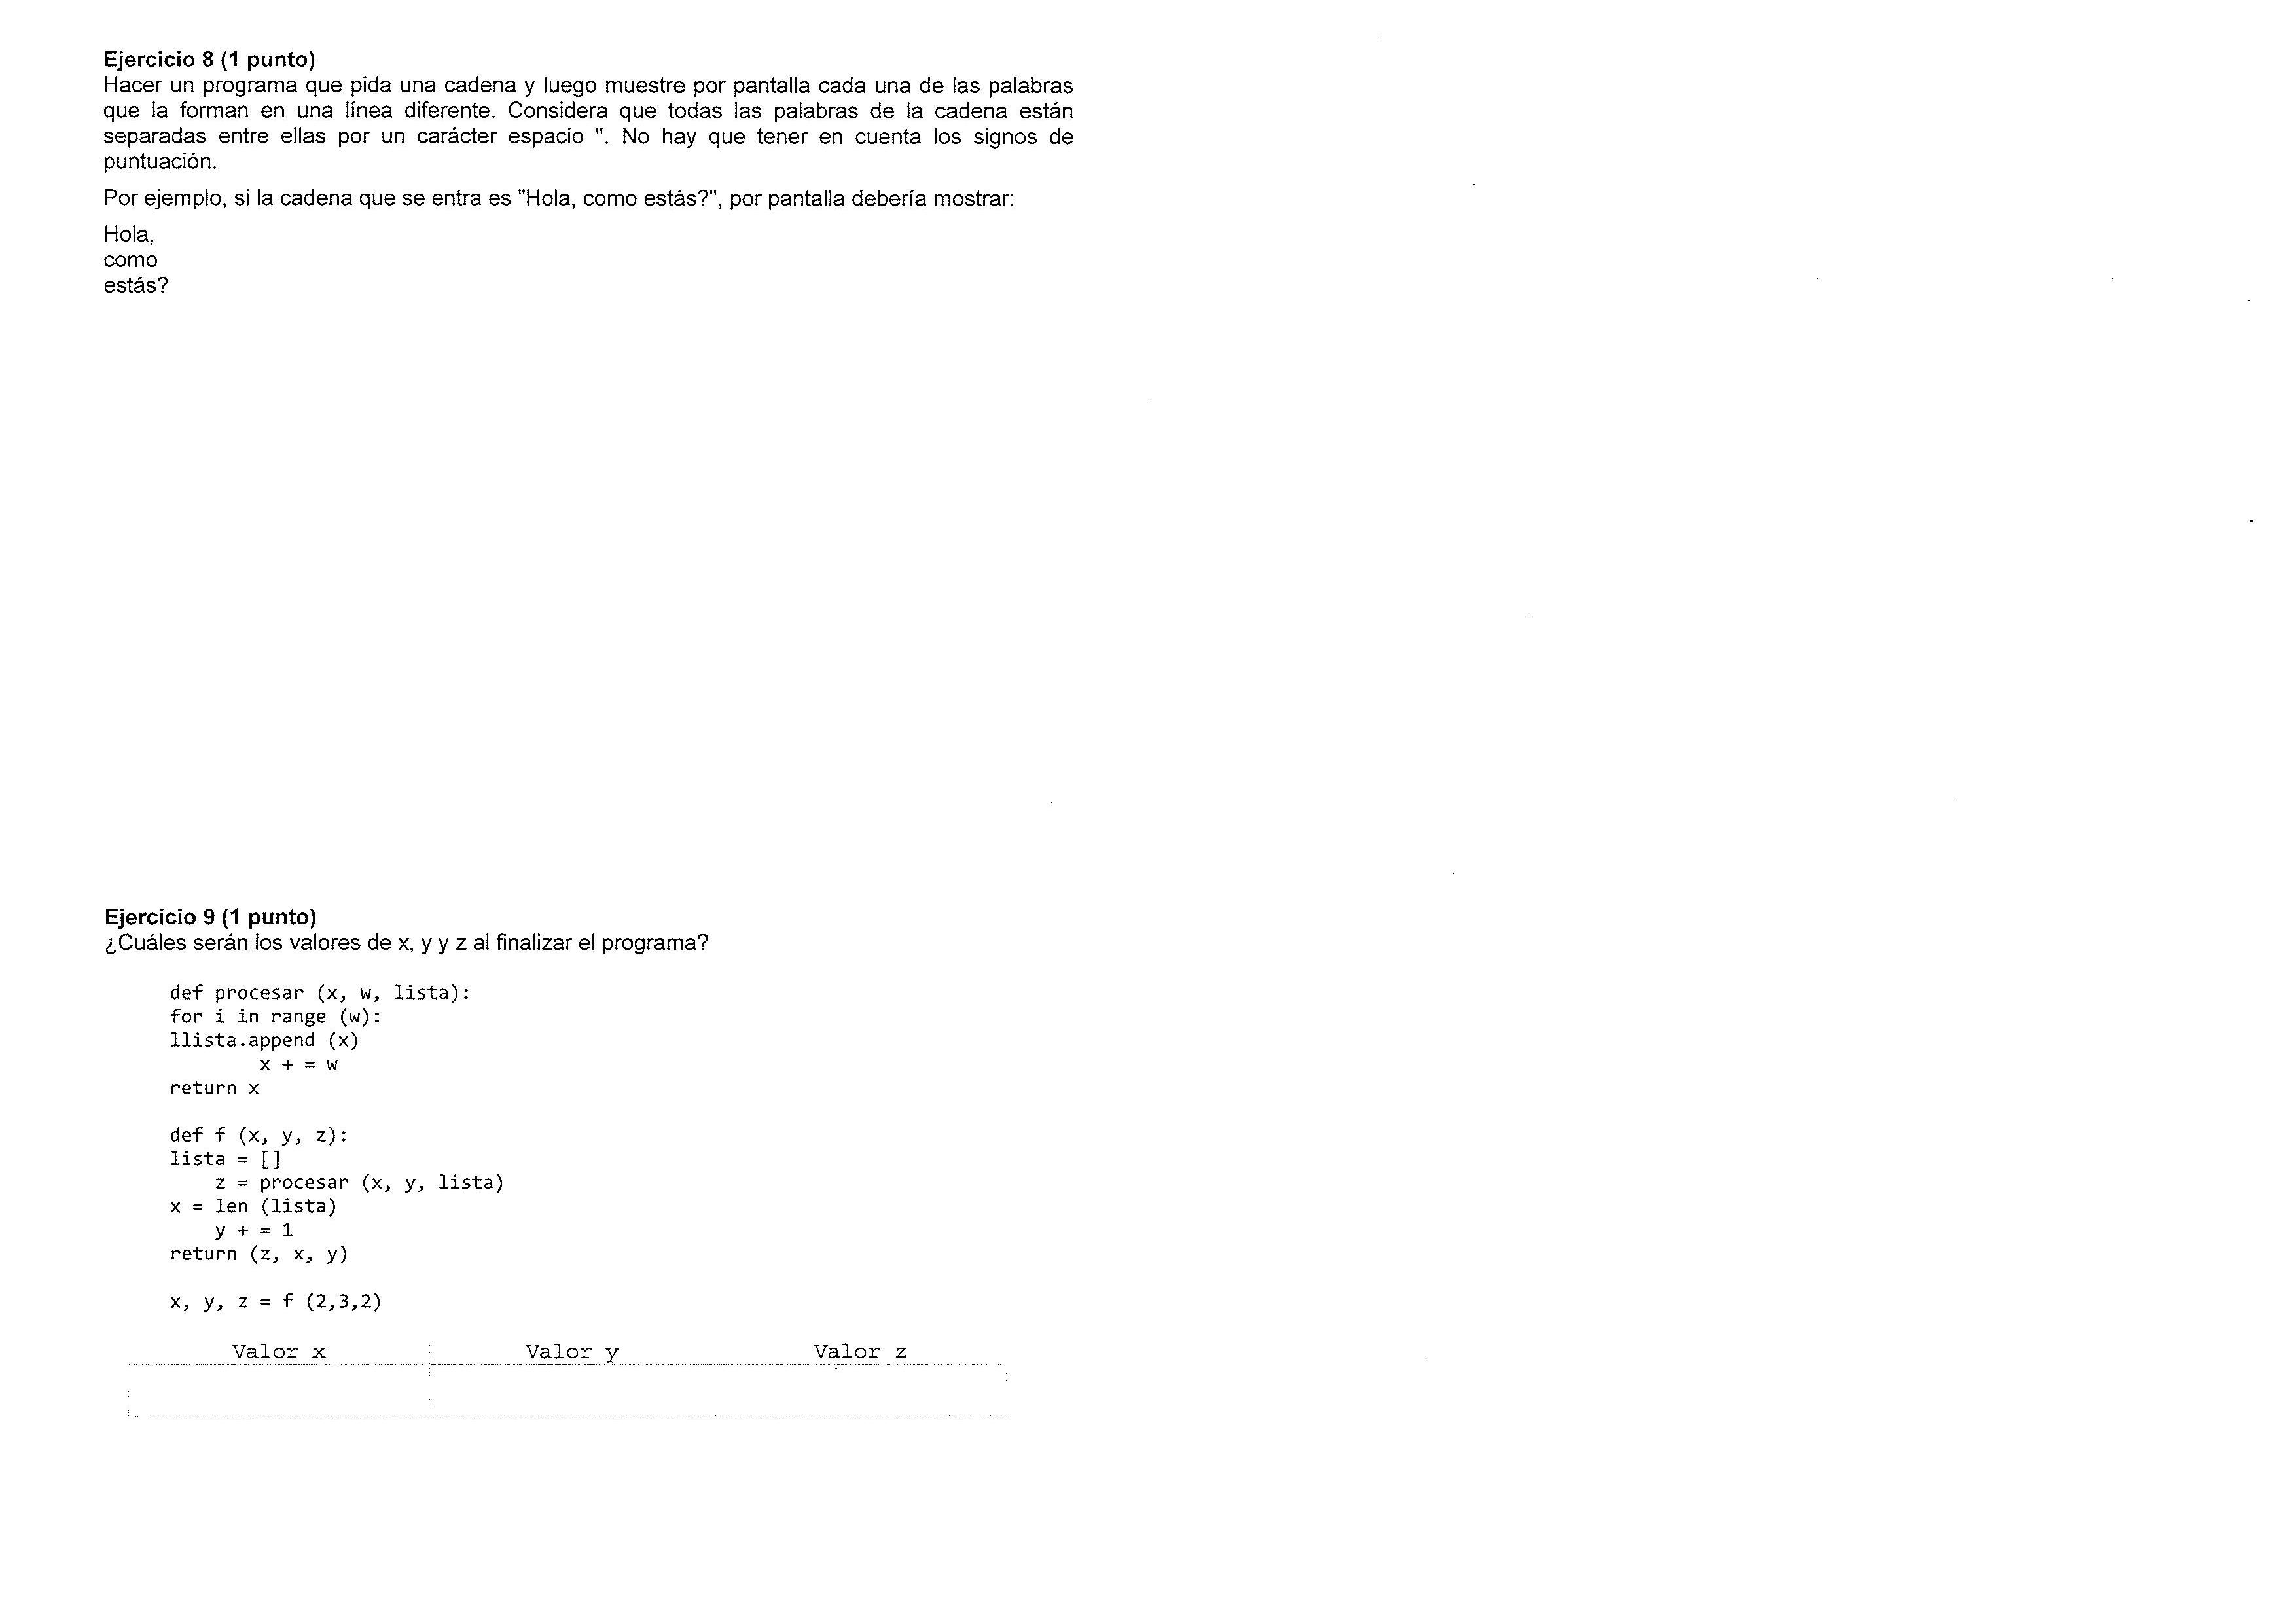 Ejercicio 8 (1 punto)
Hacer un programa que pida una cadena y luego muestre por pantalla cada una de las palabras
que la forman en una línea diferente. Considera que todas las palabras de la cadena están
separadas entre ellas por un carácter espacio ". No hay que tener en cuenta los signos de
puntuación.
Por ejemplo, si la cadena que se entra es "Hola, como estás?", por pantalla debería mostrar:
Hola,
como
estás?
Ejercicio 9 (1 punto)
¿Cuáles serán los valores de x, y y z al finalizar el programa?
def procesar (x, w, lista):
for i in range (w):
llista.append (x)
x + = w
return x
def f (x, y, z):
lista = []
z = procesar (x, y, lista)
x = len (lista)
y + = 1
return (z, x, y)
x, y, z = f (2,3,2)
Valor x Valor y Valor z